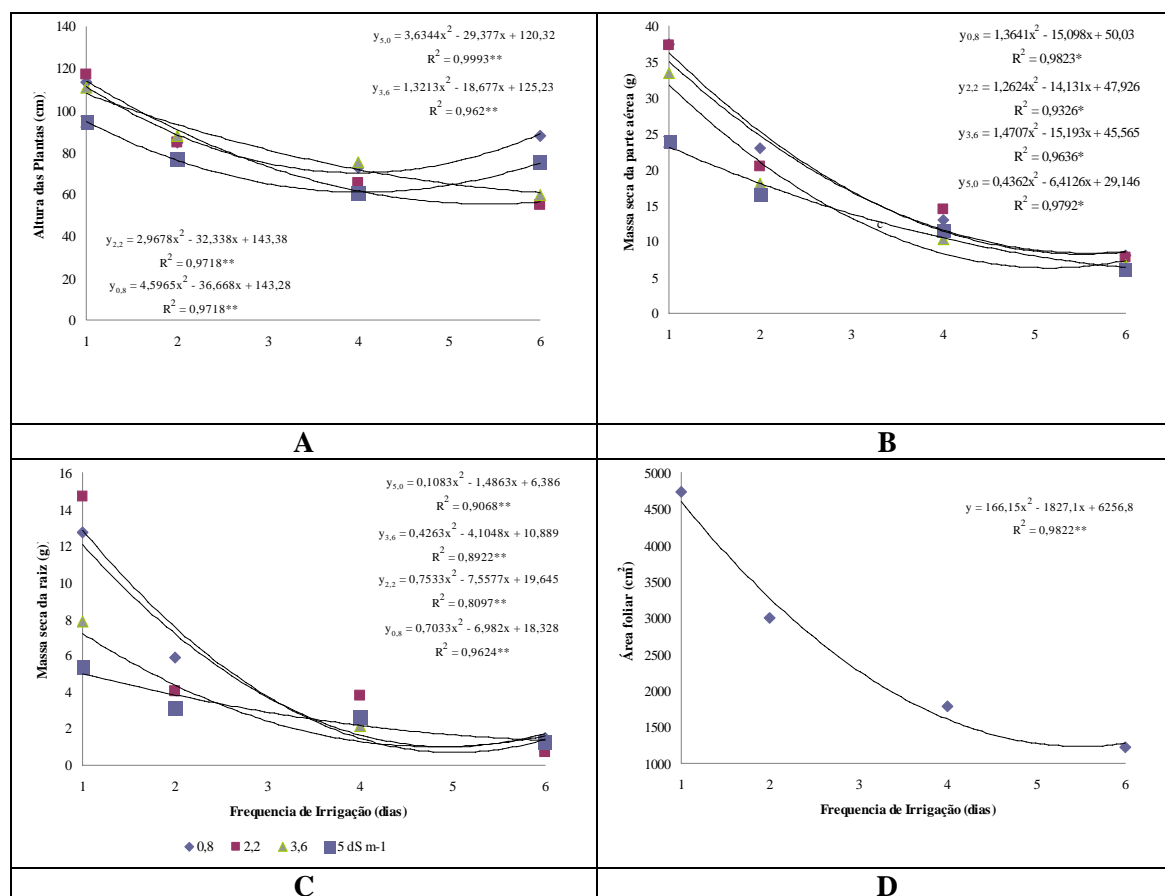 140
120
100
80
60
40
20
0
Altura das Plantas (cm)
y5,0 = 3,6344x2 - 29,377x + 120,32
R2 = 0,9993**
y3,6 = 1,3213x2 - 18,677x + 125,23
R2 = 0,962**
y2,2 = 2,9678x2 - 32,338x + 143,38
R2 = 0,9718**
y0,8 = 4,5965x2 - 36,668x + 143,28
R2 = 0,9718**
1 2 3 4 5 6
A
40
35
30
25
20
15
10
5
0
Massa seca da parte aérea (g)
y0,8 = 1,3641x2 - 15,098x + 50,03
R2 = 0,9823*
y2,2 = 1,2624x2 - 14,131x + 47,926
R2 = 0,9326*
y3,6 = 1,4707x2 - 15,193x + 45,565
R2 = 0,9636*
y5,0 = 0,4362x2 - 6,4126x + 29,146
R2 = 0,9792*
c
1 2 3 4 5 6
B
16
14
12
10
8
6
4
2
0
Massa seca da raiz (g)
y5,0 = 0,1083x2 - 1,4863x + 6,386
R2 = 0,9068**
y3,6 = 0,4263x2 - 4,1048x + 10,889
R2 = 0,8922**
y2,2 = 0,7533x2 - 7,5577x + 19,645
R2 = 0,8097**
y0,8 = 0,7033x2 - 6,982x + 18,328
R2 = 0,9624**
1 2 3 4 5 6
Frequencia de Irrigação (dias)
0,8 2,2 3,6 5 dS m-1
C
5000
4500
4000
3500
3000
2500
2000
1500
1000
Área foliar (cm2)
y = 166,15x2 - 1827,1x + 6256,8
R2 = 0,9822**
1 2 3 4 5 6
Frequencia de Irrigação (dias)
D